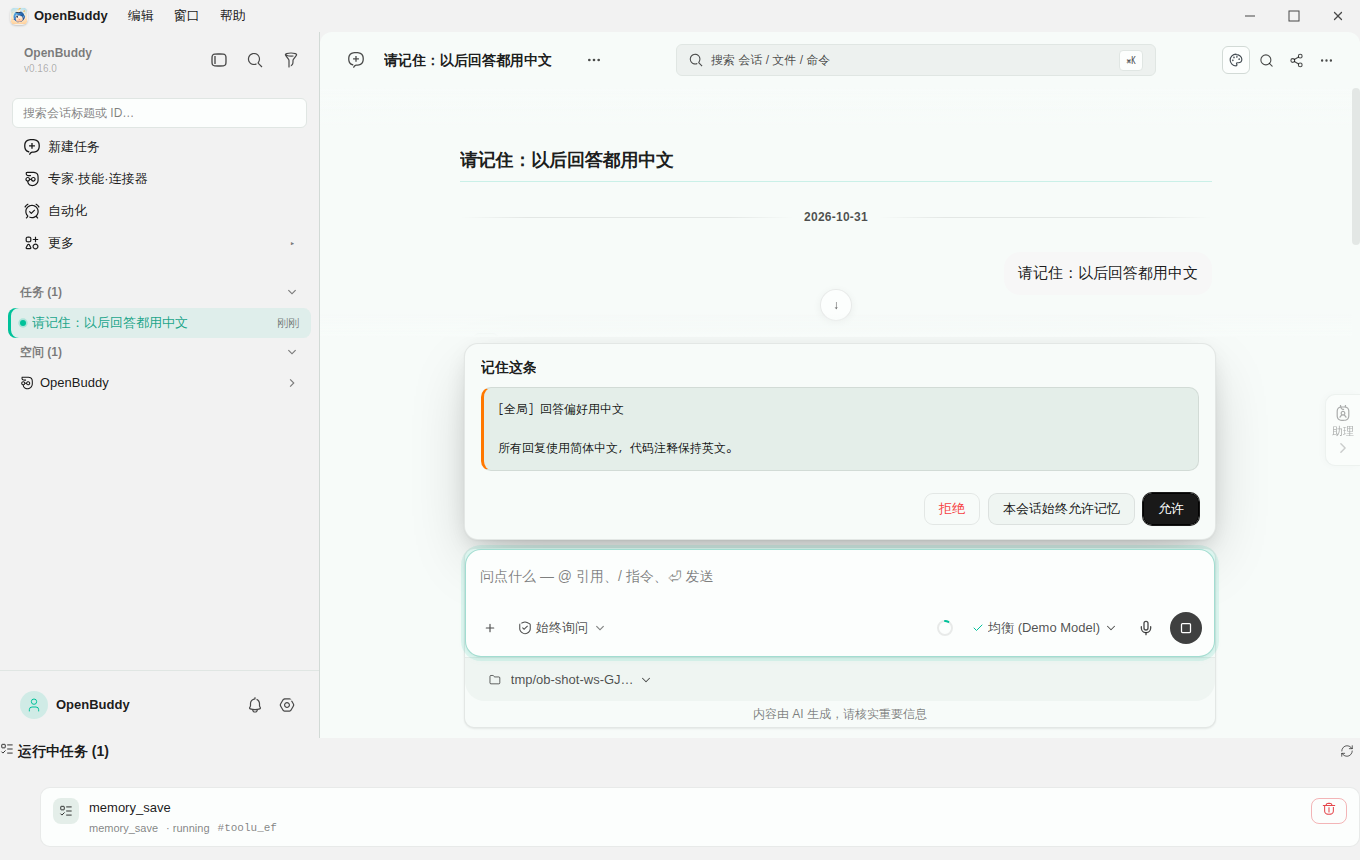 OpenBuddy 编辑 窗口 帮助
OpenBuddy
v0.16.0
搜索会话标题或 ID…
新建任务
专家·技能·连接器
自动化
更多
任务 (1)
请记住：以后回答都用中文 刚刚
空间 (1)
OpenBuddy
OpenBuddy
请记住：以后回答都用中文
搜索 会话 / 文件 / 命令 ⌘K
请记住：以后回答都用中文
2026-10-31
请记住：以后回答都用中文
↓
记住这条
[全局] 回答偏好用中文
所有回复使用简体中文, 代码注释保持英文。
拒绝 本会话始终允许记忆 允许
问点什么 — @ 引用、/ 指令、⏎ 发送
始终询问 均衡 (Demo Model)
tmp/ob-shot-ws-GJ…
内容由 AI 生成，请核实重要信息
助理
运行中任务 (1)
memory_save
memory_save · running #toolu_ef